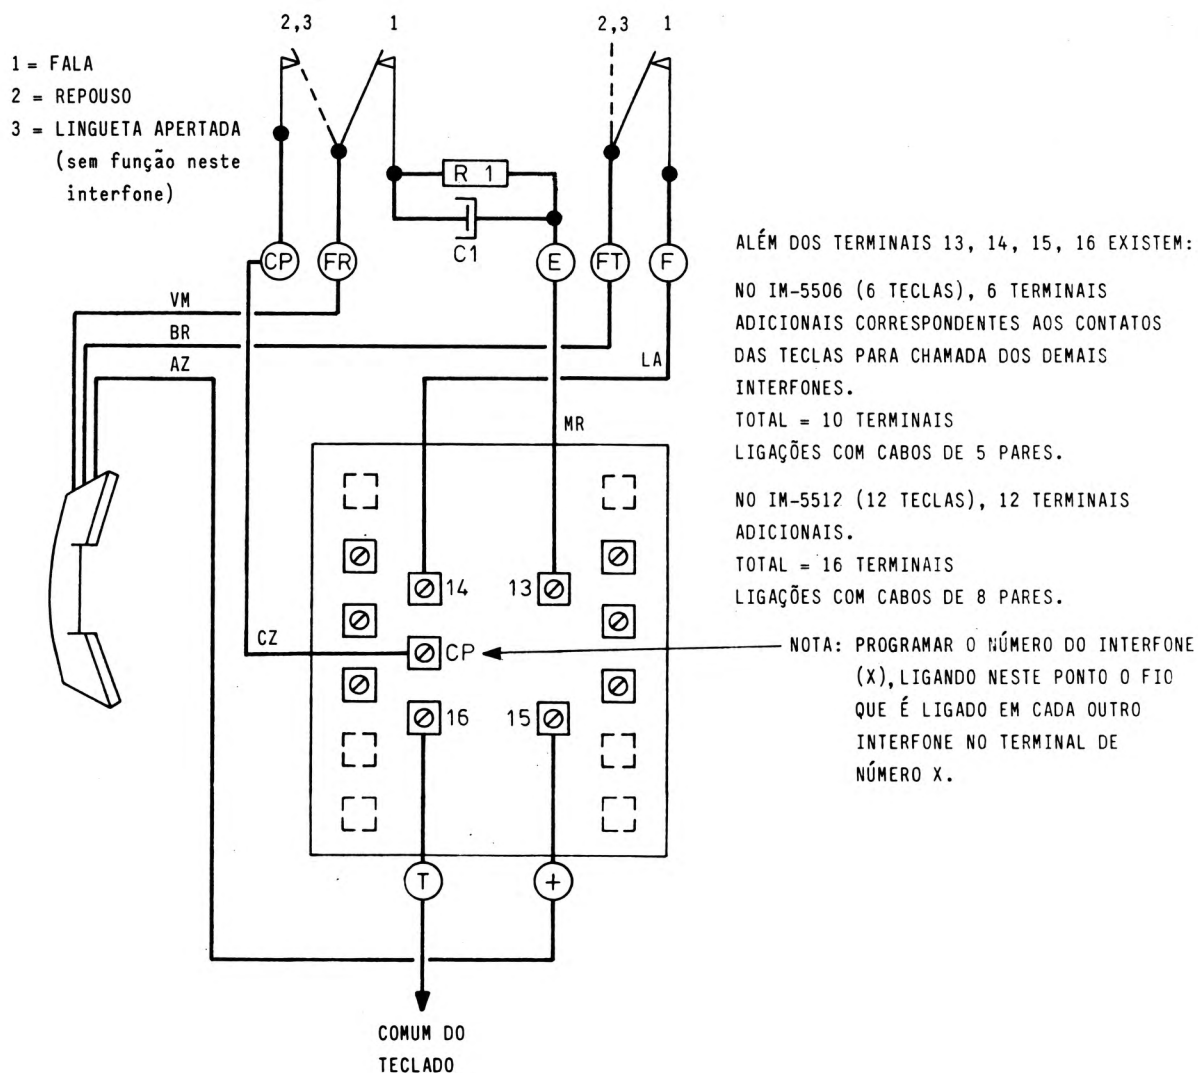 2,3 1 2,3 1
1 = FALA
2 = REPOUSO
3 = LINGUETA APERTADA
(sem função neste
interfone)
R 1
C1
CP FR E FT F
VM
BR
AZ
LA
MR
ALÉM DOS TERMINAIS 13, 14, 15, 16 EXISTEM:
NO IM-5506 (6 TECLAS), 6 TERMINAIS
ADICIONAIS CORRESPONDENTES AOS CONTATOS
DAS TECLAS PARA CHAMADA DOS DEMAIS
INTERFONES.
TOTAL = 10 TERMINAIS
LIGAÇÕES COM CABOS DE 5 PARES.
NO IM-5512 (12 TECLAS), 12 TERMINAIS
ADICIONAIS.
TOTAL = 16 TERMINAIS
LIGAÇÕES COM CABOS DE 8 PARES.
14 13
CZ
CP
16 15
NOTA: PROGRAMAR O NÚMERO DO INTERFONE
(X), LIGANDO NESTE PONTO O FIO
QUE É LIGADO EM CADA OUTRO
INTERFONE NO TERMINAL DE
NÚMERO X.
T +
COMUM DO
TECLADO